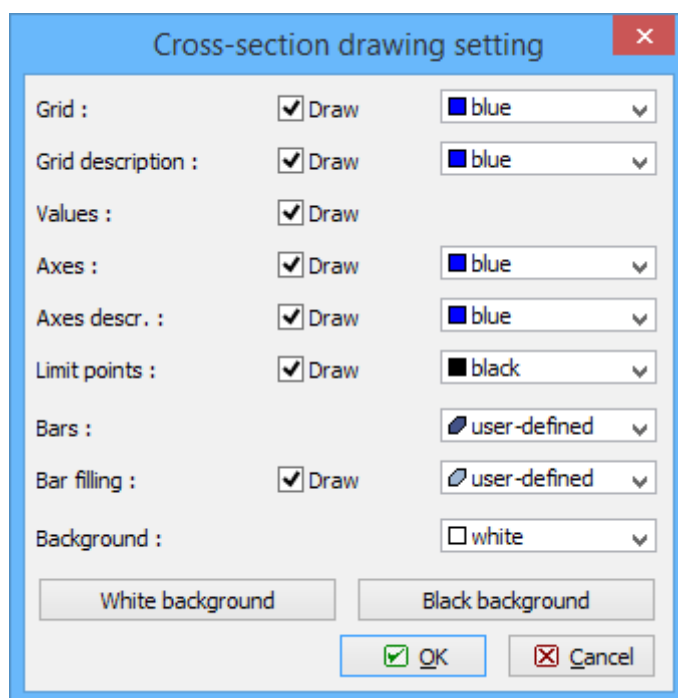 Cross-section drawing setting
Grid : Draw blue
Grid description : Draw blue
Values : Draw
Axes : Draw blue
Axes descr. : Draw blue
Limit points : Draw black
Bars : user-defined
Bar filling : Draw user-defined
Background : white
White background Black background
OK Cancel